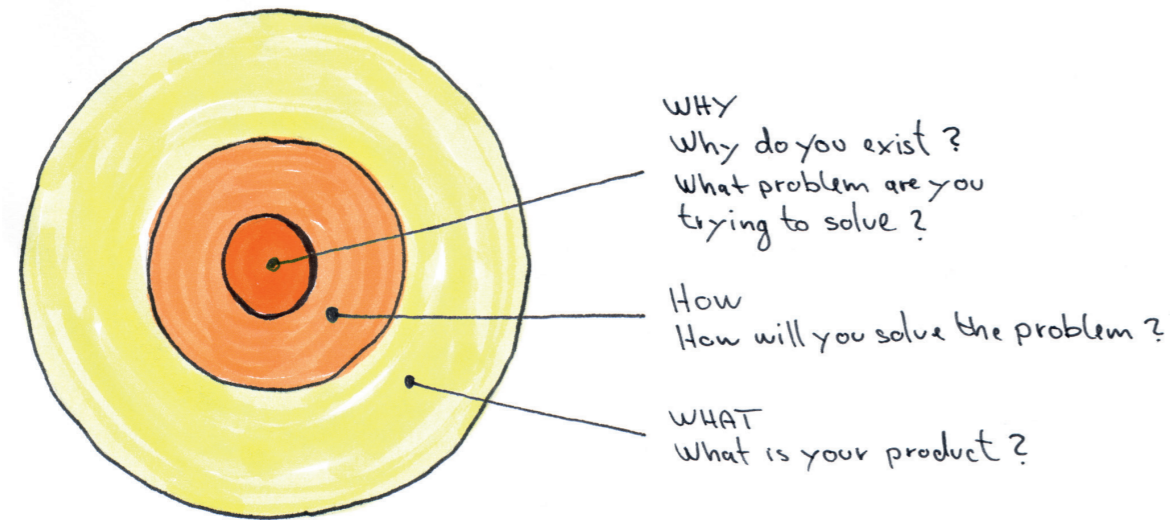 WHY
Why do you exist ?
What problem are you
trying to solve ?
How
How will you solve the problem ?
WHAT
What is your product ?